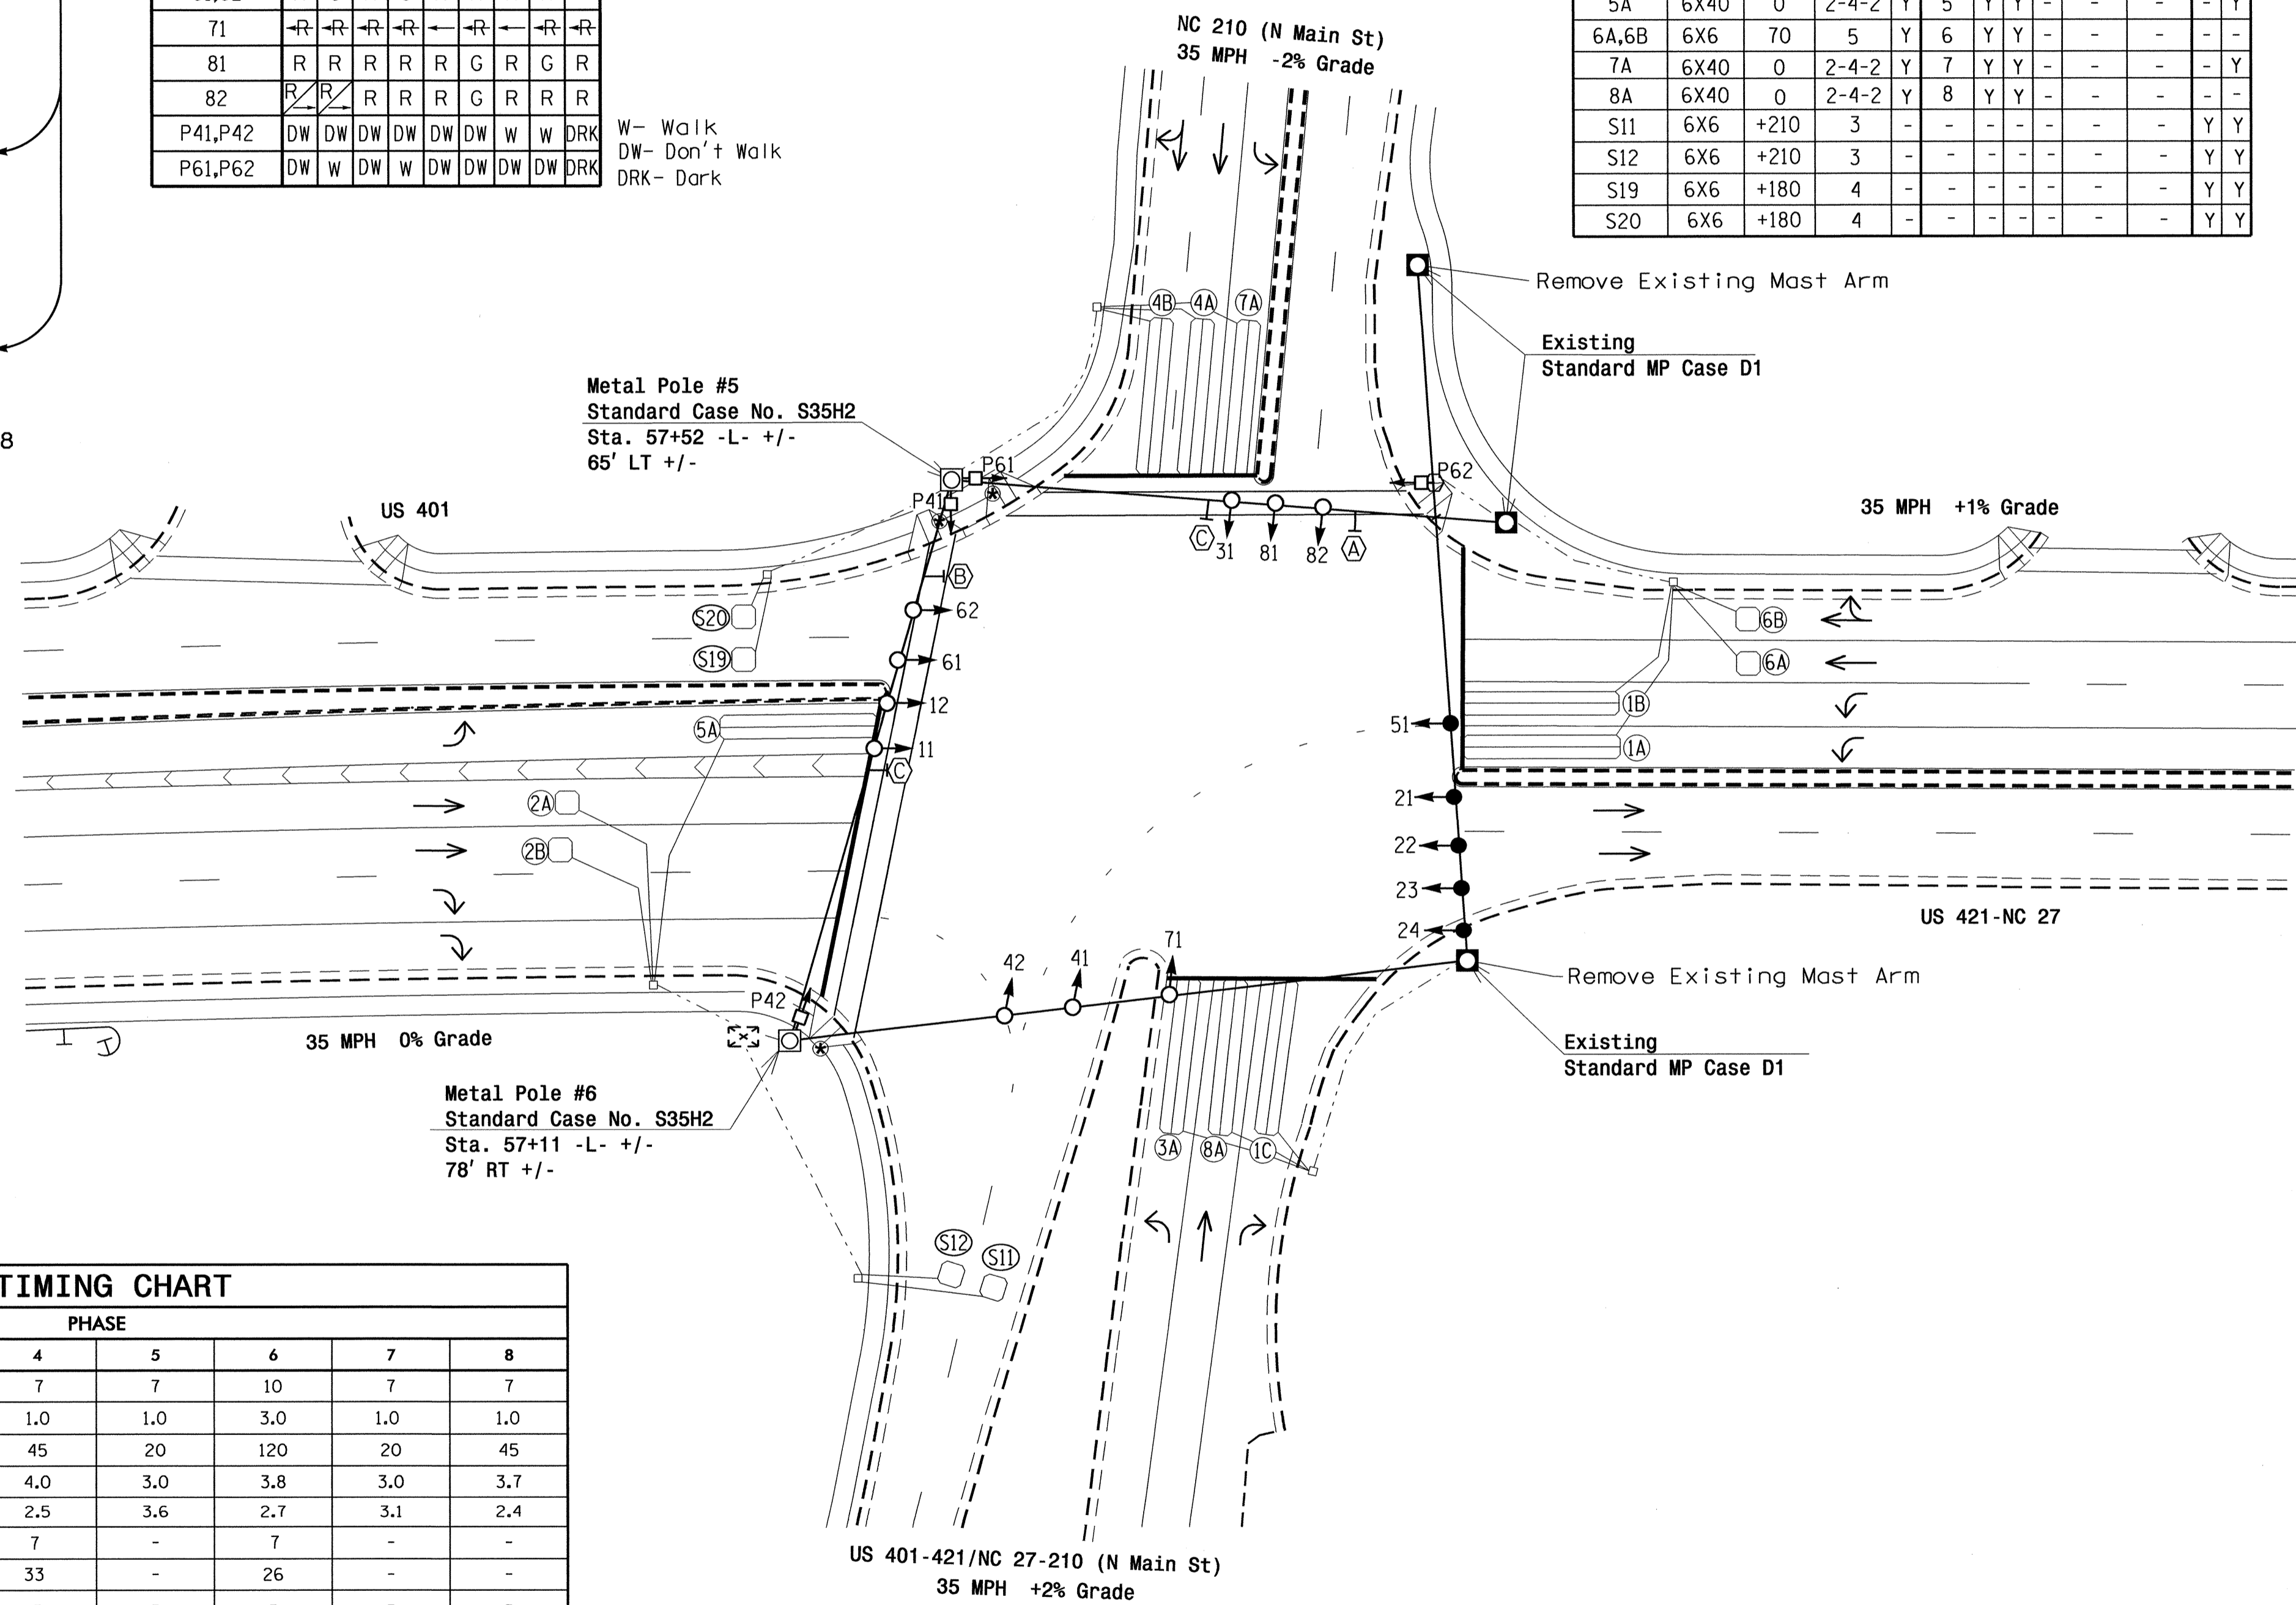 71 R R R R ← R ← R R
81 R R R R R G R G R
82 R R R R R G R R R
P41,P42 DW DW DW DW DW DW W W DRK
P61,P62 DW W DW W DW DW DW DW DRK
W- Walk
DW- Don't Walk
DRK- Dark
NC 210 (N Main St)
35 MPH -2% Grade
5A 6X40 0 2-4-2 Y 5 Y Y - - - - Y
6A,6B 6X6 70 5 Y 6 Y Y - - - - -
7A 6X40 0 2-4-2 Y 7 Y Y - - - - Y
8A 6X40 0 2-4-2 Y 8 Y Y - - - - -
S11 6X6 +210 3 - - - - - - - Y Y
S12 6X6 +210 3 - - - - - - - Y Y
S19 6X6 +180 4 - - - - - - - Y Y
S20 6X6 +180 4 - - - - - - - Y Y
Remove Existing Mast Arm
Existing
Standard MP Case D1
4B 4A 7A
Metal Pole #5
Standard Case No. S35H2
Sta. 57+52 -L- +/-
65' LT +/-
8
P61
P62
P41
US 401
35 MPH +1% Grade
C 31 81 82 A
B
62
61
12
11
C
S20
S19
5A
2A
2B
6B
6A
1B
1A
51
21
22
23
24
US 421-NC 27
42 41 71
P42
35 MPH 0% Grade
Remove Existing Mast Arm
Existing
Standard MP Case D1
Metal Pole #6
Standard Case No. S35H2
Sta. 57+11 -L- +/-
78' RT +/-
3A 8A 1C
S12 S11
TIMING CHART
PHASE
4 5 6 7 8
7 7 10 7 7
1.0 1.0 3.0 1.0 1.0
45 20 120 20 45
4.0 3.0 3.8 3.0 3.7
2.5 3.6 2.7 3.1 2.4
7 - 7 - -
33 - 26 - -
US 401-421/NC 27-210 (N Main St)
35 MPH +2% Grade